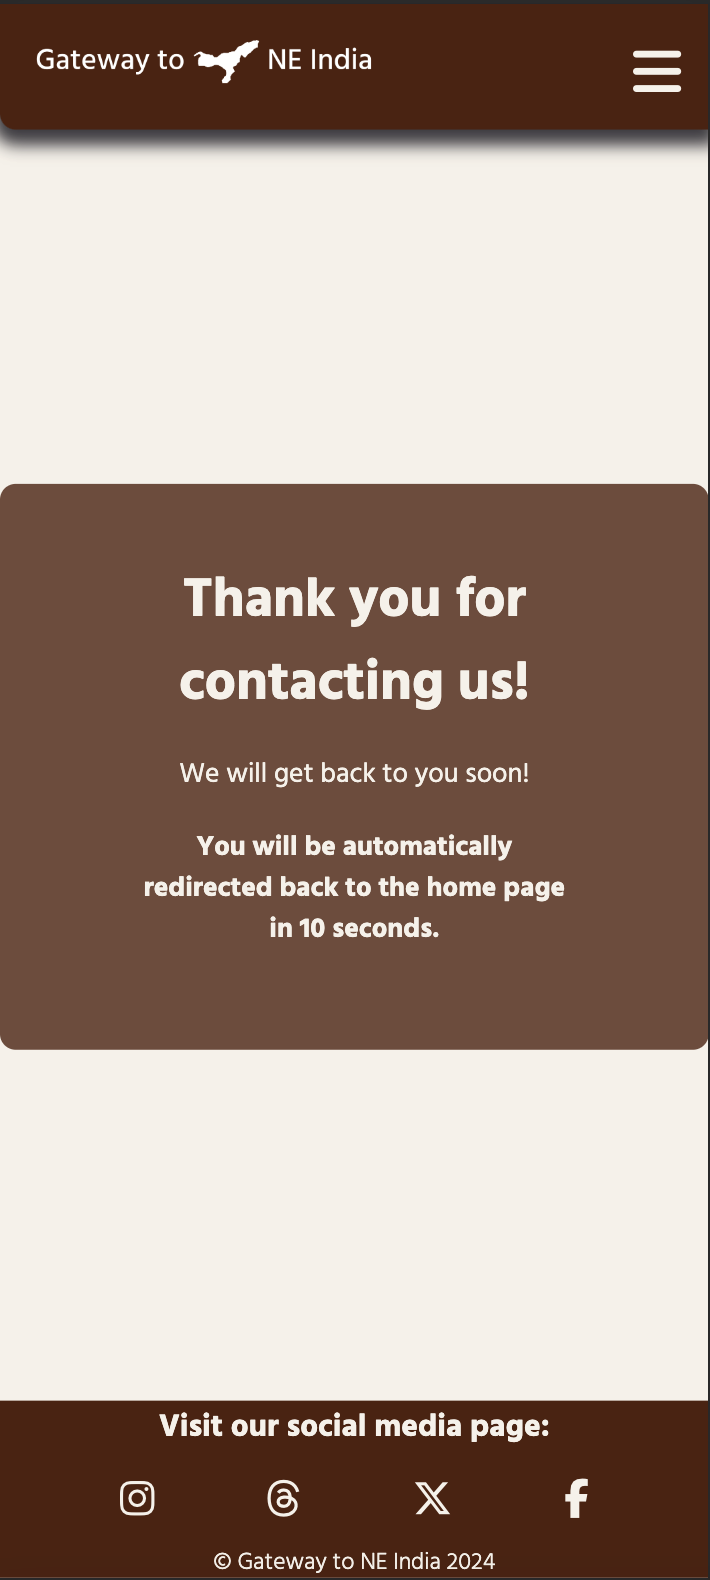 Gateway to NE India
Thank you for
contacting us!
We will get back to you soon!
You will be automatically
redirected back to the home page
in 10 seconds.
Visit our social media page:
© Gateway to NE India 2024